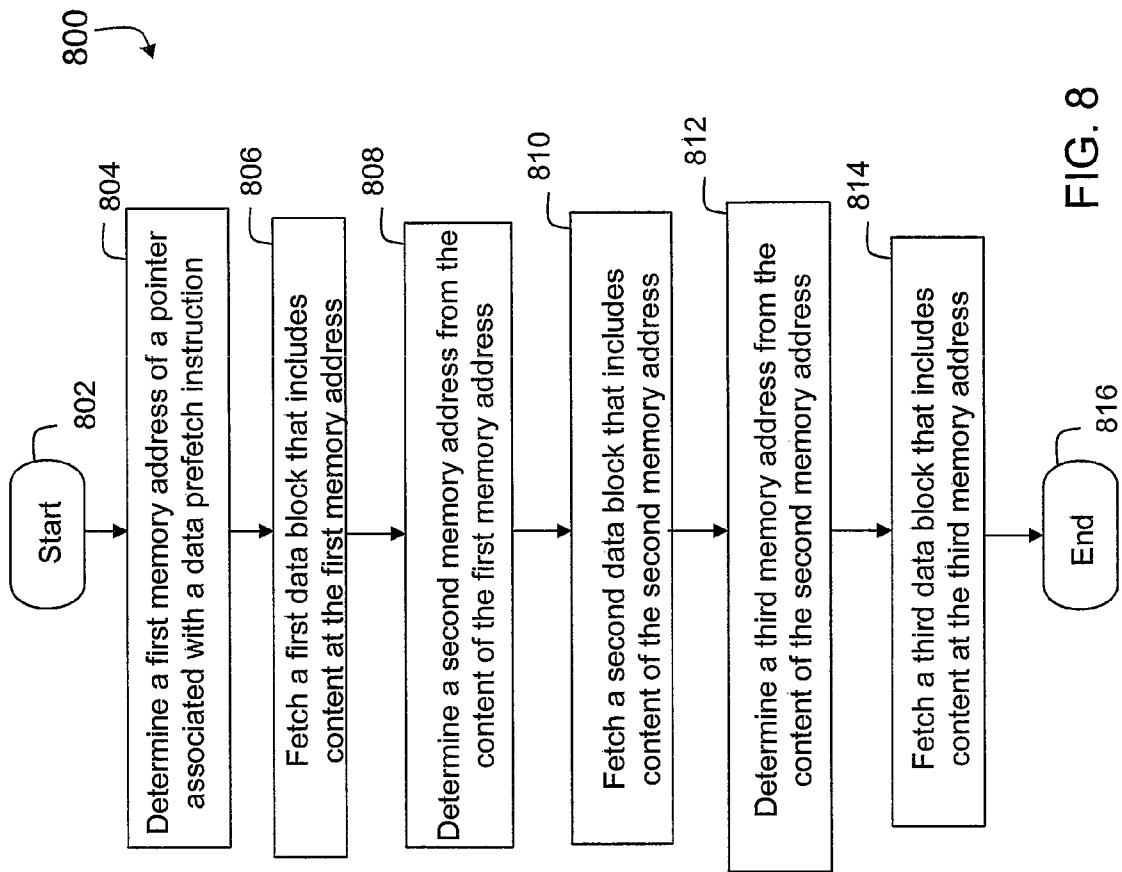 800
Start
802
804
Determine a first memory address of a pointer
associated with a data prefetch instruction
806
Fetch a first data block that includes
content at the first memory address
808
Determine a second memory address from the
content of the first memory address
810
Fetch a second data block that includes
content of the second memory address
812
Determine a third memory address from the
content of the second memory address
814
Fetch a third data block that includes
content at the third memory address
816
End
FIG. 8